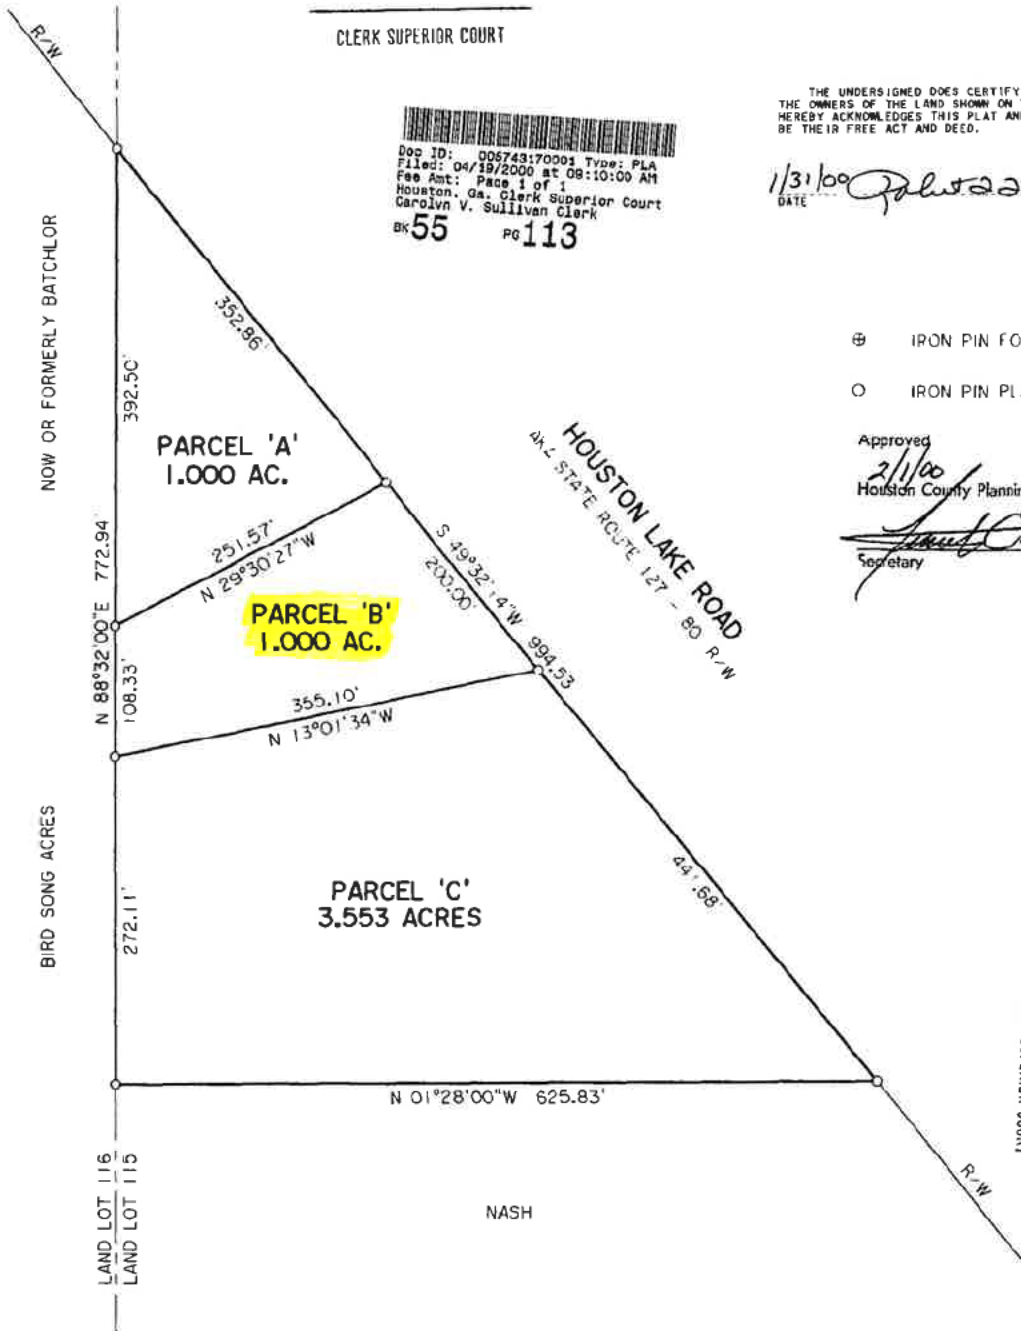 CLERK SUPERIOR COURT
Doc ID: 005743170001 Type: PLA
Filed: 04/19/2000 at 09:10:00 AM
Fee Amt: Page 1 of 1
Houston, Ga. Clerk Superior Court
Carolyn V. Sullivan Clerk
BK 55 PG 113
THE UNDERSIGNED DOES CERTIFY
THE OWNERS OF THE LAND SHOWN ON
HEREBY ACKNOWLEDGES THIS PLAT AN
BE THEIR FREE ACT AND DEED.
1/31/00
DATE
R/W
NOW OR FORMERLY BATCHLOR
392.50'
352.86'
PARCEL 'A'
1.000 AC.
⊕ IRON PIN FO
○ IRON PIN PL
Approved
2/1/00
Houston County Plannin
Secretary
HOUSTON LAKE ROAD
AKA STATE ROUTE 127 - 80 R/W
251.57'
N 29°30'27"W
S 49°32'14"W 994.53
200.00'
N 88°32'00"E 772.94'
108.33'
PARCEL 'B'
1.000 AC.
355.10'
N 13°01'34"W
BIRD SONG ACRES
272.11'
PARCEL 'C'
3.553 ACRES
441.68'
N 01°28'00"W 625.83'
LAND LOT 116
LAND LOT 115
NASH
R/W